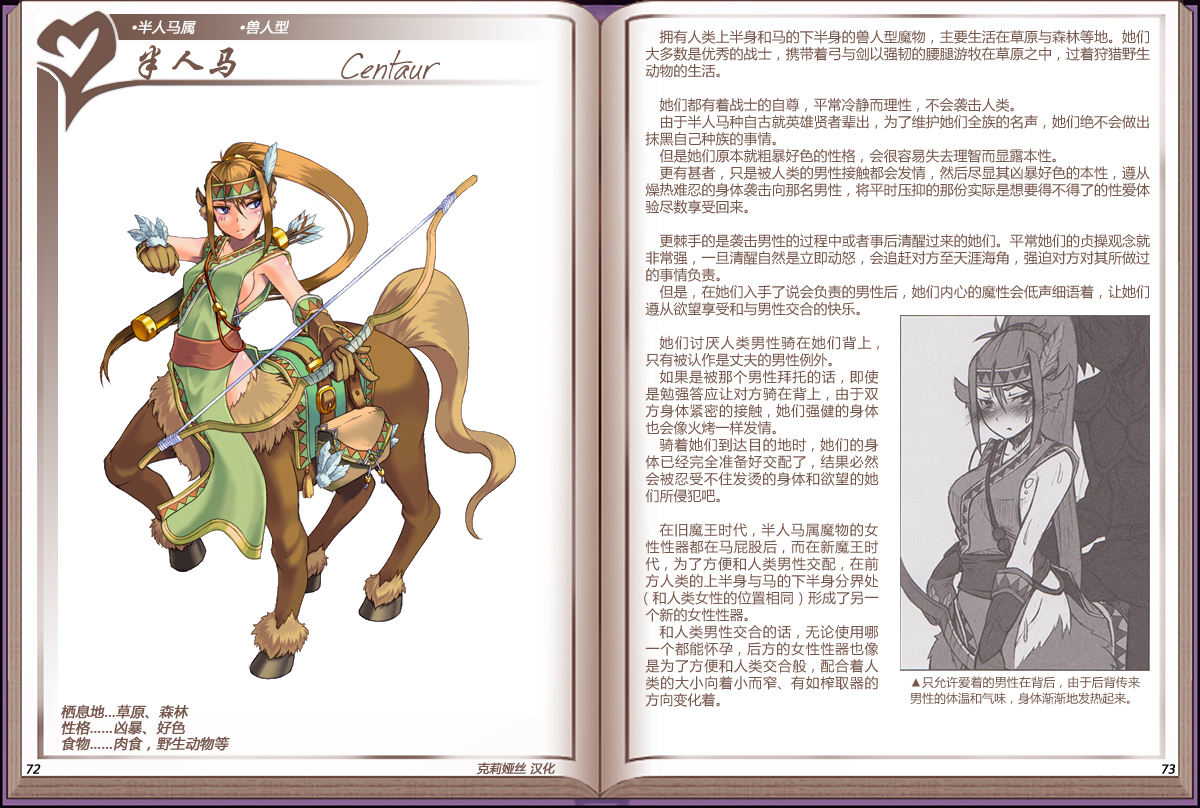 •半人马属
•兽人型
半人马
Centaur
栖息地...草原、森林
性格......凶暴、好色
食物......肉食，野生动物等
72
克莉娅丝 汉化
拥有人类上半身和马的下半身的兽人型魔物，主要生活在草原与森林等地。她们
大多数是优秀的战士，携带着弓与剑以强韧的腰腿游牧在草原之中，过着狩猎野生
动物的生活。
她们都有着战士的自尊，平常冷静而理性，不会袭击人类。
由于半人马种自古就英雄贤者辈出，为了维护她们全族的名声，她们绝不会做出
抹黑自己种族的事情。
但是她们原本就粗暴好色的性格，会很容易失去理智而显露本性。
更有甚者，只是被人类的男性接触都会发情，然后尽显其凶暴好色的本性，遵从
燥热难忍的身体袭击向那名男性，将平时压抑的那份实际是想要得不得了的性爱体
验尽数享受回来。
更棘手的是袭击男性的过程中或者事后清醒过来的她们。平常她们的贞操观念就
非常强，一旦清醒自然是立即动怒，会追赶对方至天涯海角，强迫对方对其所做过
的事情负责。
但是，在她们入手了说会负责的男性后，她们内心的魔性会低声细语着，让她们
遵从欲望享受和与男性交合的快乐。
她们讨厌人类男性骑在她们背上，
只有被认作是丈夫的男性例外。
如果是被那个男性拜托的话，即使
是勉强答应让对方骑在背上，由于双
方身体紧密的接触，她们强健的身体
也会像火烤一样发情。
骑着她们到达目的地时，她们的身
体已经完全准备好交配了，结果必然
会被忍受不住发烫的身体和欲望的她
们所侵犯吧。
在旧魔王时代，半人马属魔物的女
性性器都在马屁股后，而在新魔王时
代，为了方便和人类男性交配，在前
方人类的上半身与马的下半身分界处
（和人类女性的位置相同）形成了另一
个新的女性性器。
和人类男性交合的话，无论使用哪
一个都能怀孕，后方的女性性器也像
是为了方便和人类交合般，配合着人
类的大小向着小而窄、有如榨取器的
方向变化着。
▲只允许爱着的男性在背后，由于后背传来
男性的体温和气味，身体渐渐地发热起来。
73